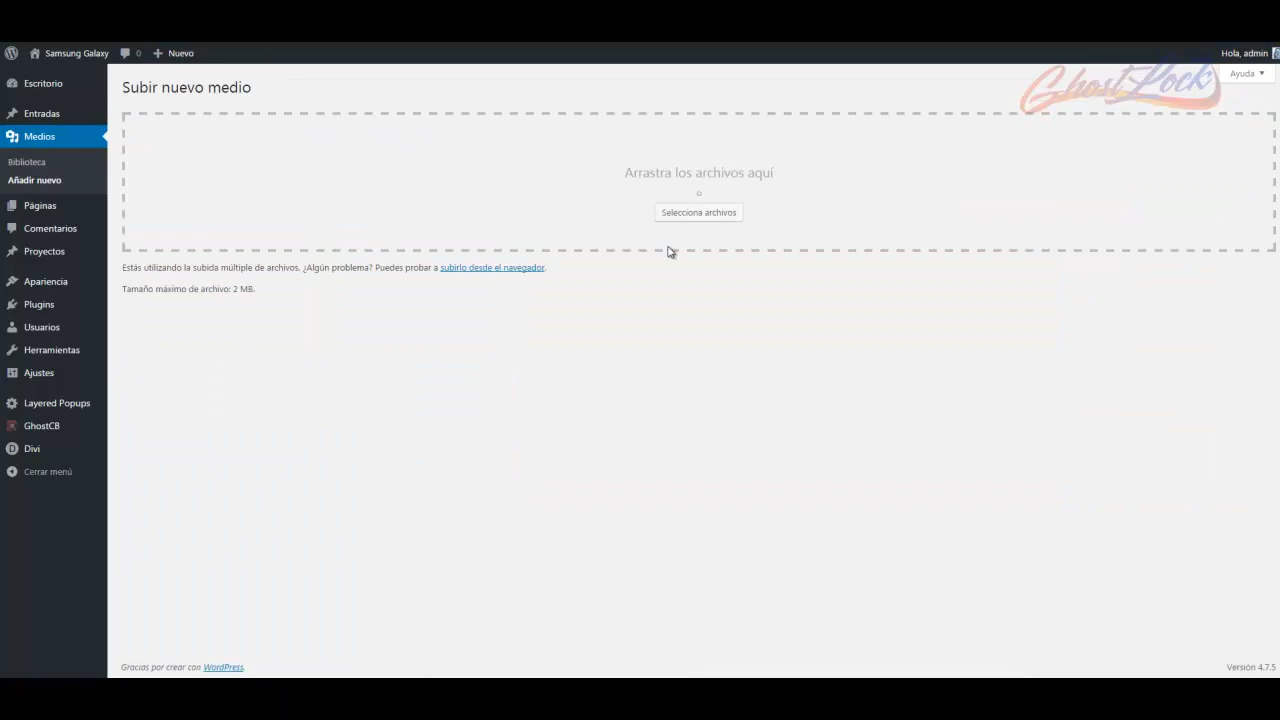 Samsung Galaxy
0
Nuevo
Hola, admin
Ghost Lock
Ayuda
Escritorio
Entradas
Medios
Biblioteca
Añadir nuevo
Páginas
Comentarios
Proyectos
Apariencia
Plugins
Usuarios
Herramientas
Ajustes
Layered Popups
GhostCB
Divi
Cerrar menú
Subir nuevo medio
Arrastra los archivos aquí
o
Selecciona archivos
Estás utilizando la subida múltiple de archivos. ¿Algún problema? Puedes probar a subirlo desde el navegador.
Tamaño máximo de archivo: 2 MB.
Gracias por crear con WordPress.
Versión 4.7.5